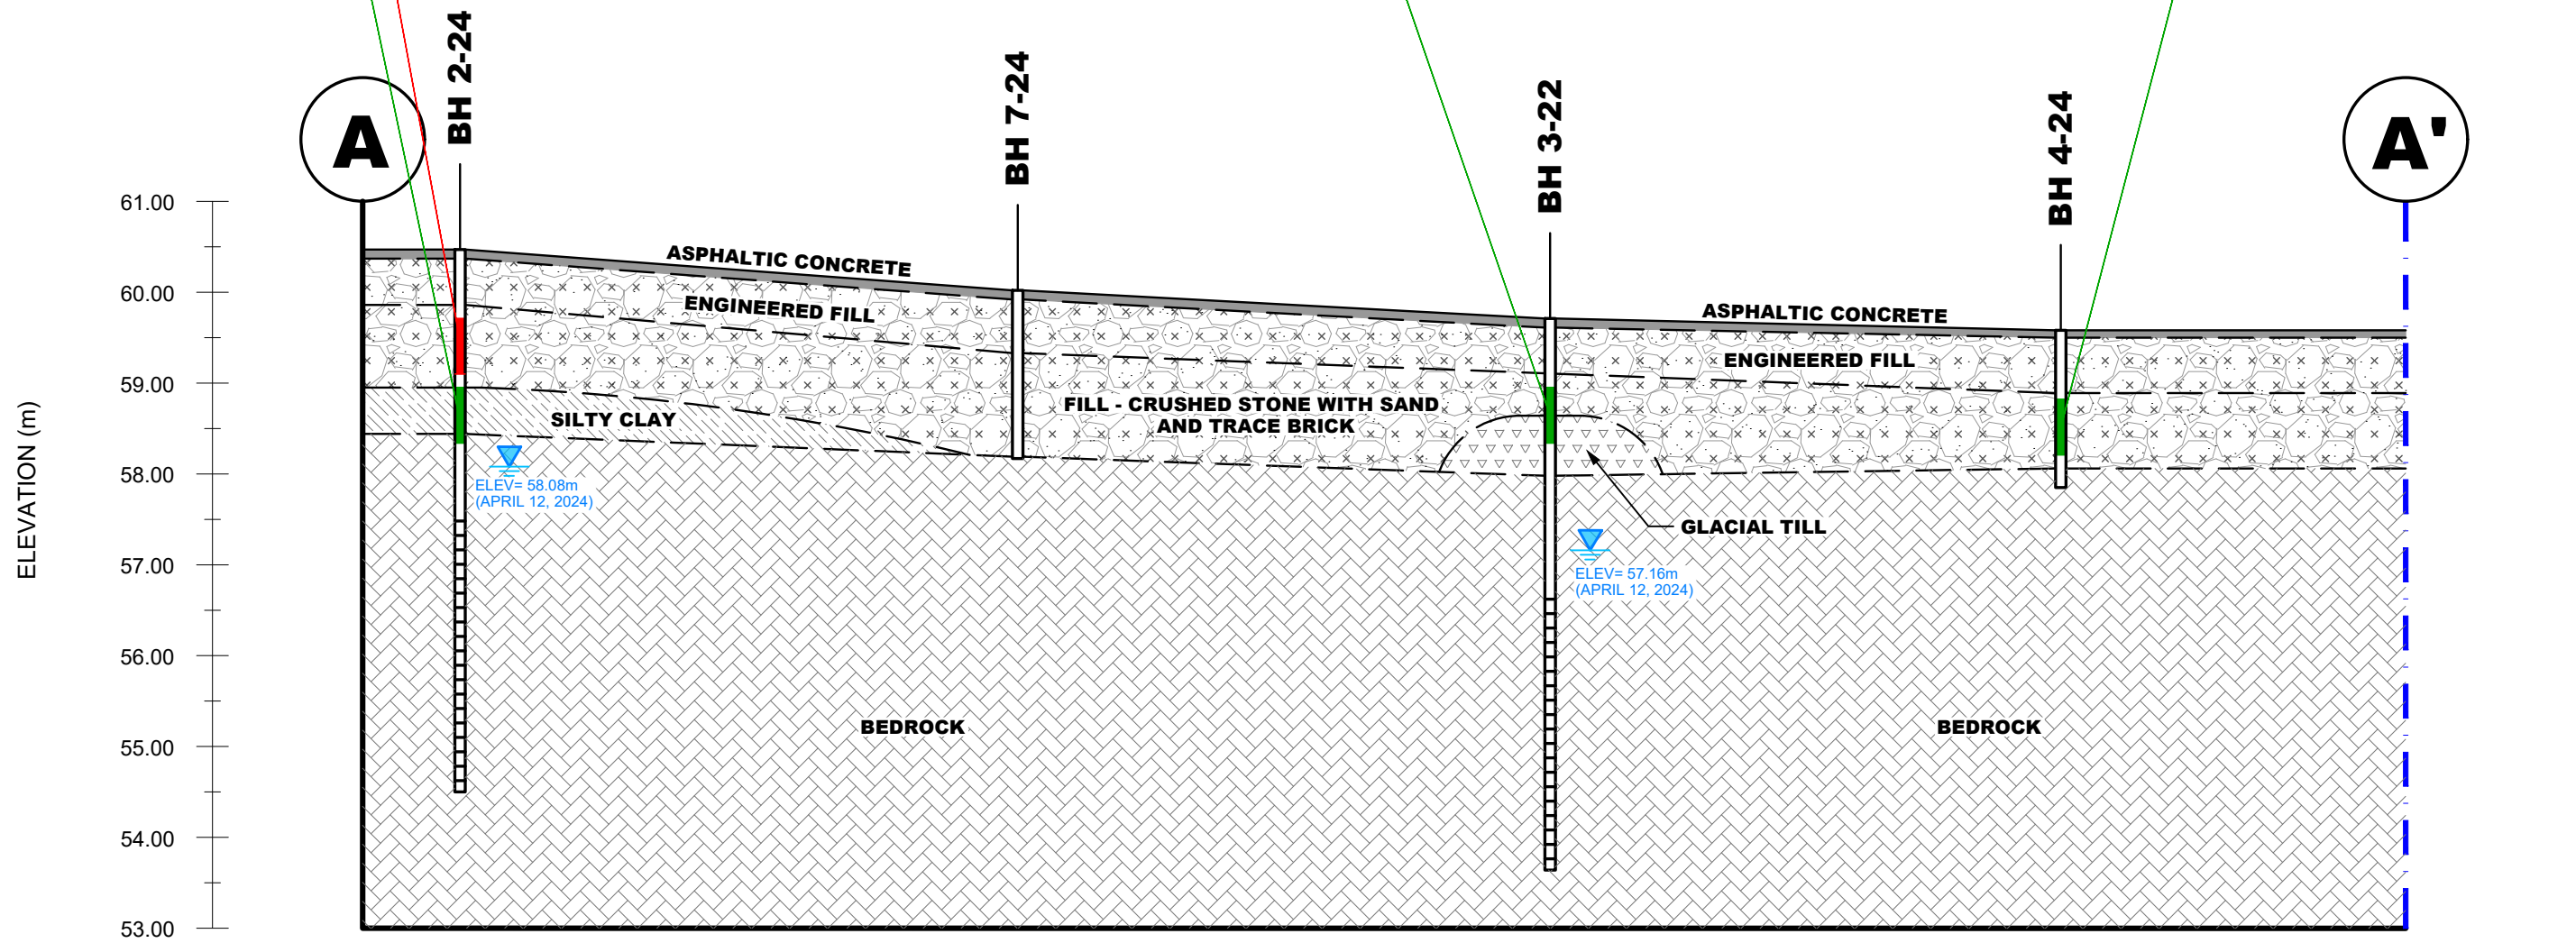 BH 2-24
BH 7-24
BH 3-22
BH 4-24
A
A'
61.00
60.00
59.00
58.00
57.00
56.00
55.00
54.00
53.00
ELEVATION (m)
ASPHALTIC CONCRETE
ENGINEERED FILL
SILTY CLAY
ELEV= 58.08m
(APRIL 12, 2024)
FILL - CRUSHED STONE WITH SAND
AND TRACE BRICK
ASPHALTIC CONCRETE
ENGINEERED FILL
GLACIAL TILL
ELEV= 57.16m
(APRIL 12, 2024)
BEDROCK
BEDROCK